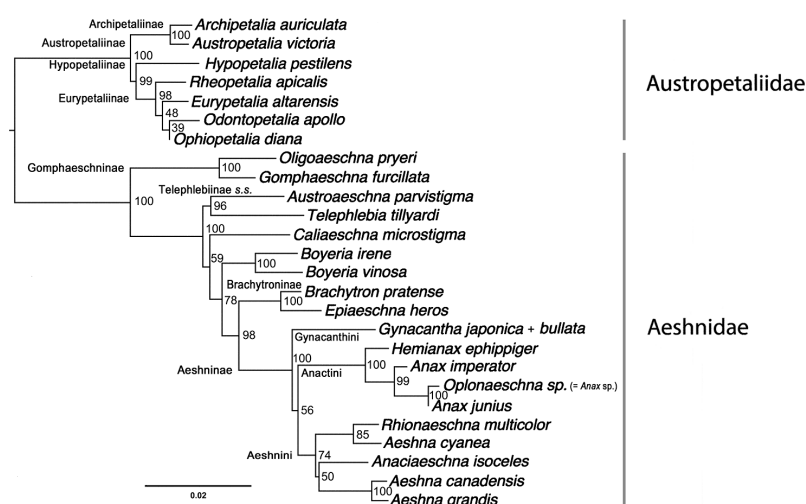 Archipetaliinae
Archipetalia auriculata
100
Austropetaliinae
Austropetalia victoria
100
Hypopetaliinae
Hypopetalia pestilens
99
Rheopetalia apicalis
Austropetaliidae
98
Eurypetaliinae
Eurypetalia altarensis
48
Odontopetalia apollo
39
Ophiopetalia diana
Oligoaeschna pryeri
Gomphaeschninae
100
Gomphaeschna furcillata
Telephlebiinae s.s.
Austroaeschna parvistigma
100
96
Telephlebia tillyardi
100
Caliaeschna microstigma
Boyeria irene
59
100
Boyeria vinosa
Brachytroninae
Brachytron pratense
78
100
Epiaeschna heros
Aeshnidae
Gynacantha japonica + bullata
98
Gynacanthini
Hemianax ephippiger
100
100
Aeshninae
Anactini
Anax imperator
99
Oplonaeschna sp. (= Anax sp.)
100
Anax junius
56
Rhionaeschna multicolor
85
Aeshna cyanea
Aeshnini
74
Anaciaeschna isoceles
50
Aeshna canadensis
100
Aeshna grandis
0.02